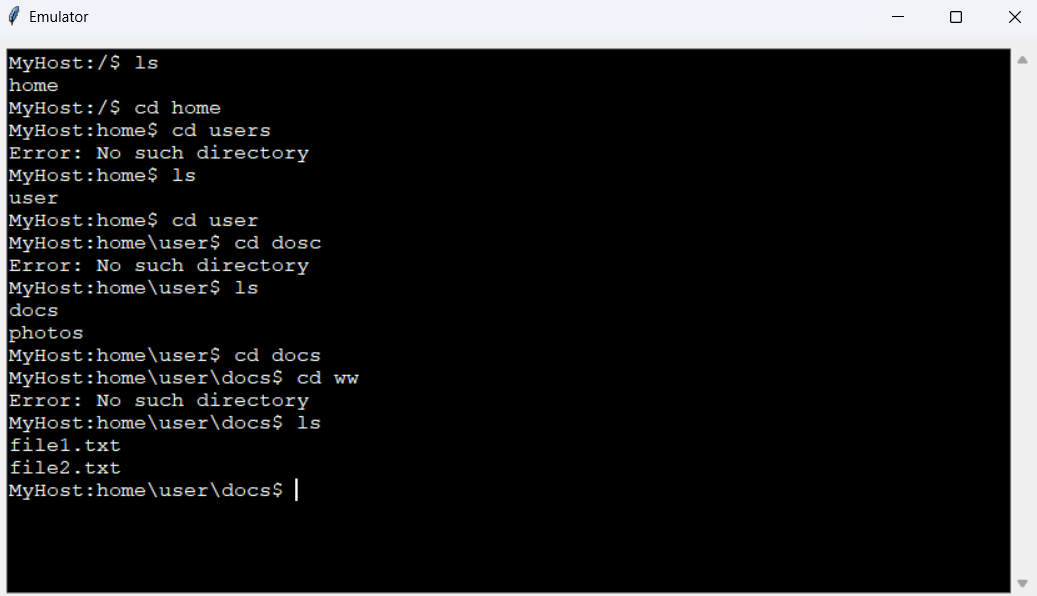 Emulator
MyHost:/$ ls
home
MyHost:/$ cd home
MyHost:home$ cd users
Error: No such directory
MyHost:home$ ls
user
MyHost:home$ cd user
MyHost:home\user$ cd dosc
Error: No such directory
MyHost:home\user$ ls
docs
photos
MyHost:home\user$ cd docs
MyHost:home\user\docs$ cd ww
Error: No such directory
MyHost:home\user\docs$ ls
file1.txt
file2.txt
MyHost:home\user\docs$